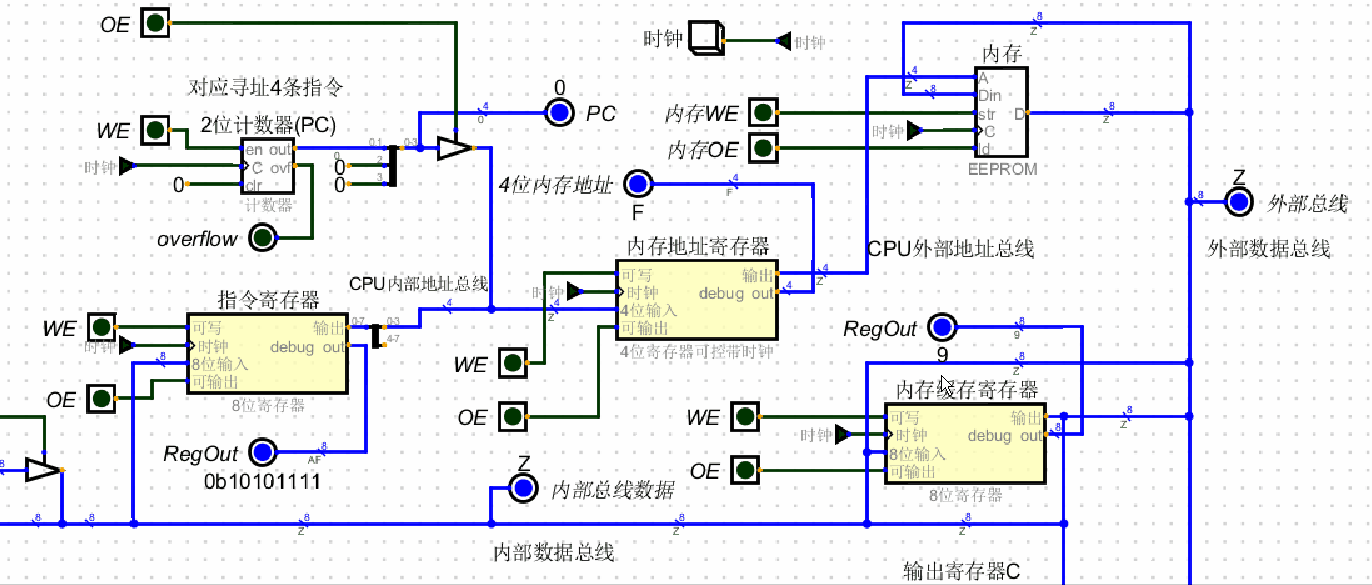 OE
时钟
时钟
8
Z
内存
对应寻址4条指令
0
PC
4
0
4
Z
8
A
Din
str
C
ld
D
8
Z
EEPROM
WE
2位计数器(PC)
内存WE
时钟
内存OE
时钟
en out
C ovf
clr
计数器
0
0-1
2
3
0-3
0
0
0
overflow
4位内存地址
F
4
F
Z
8
外部总线
外部数据总线
内存地址寄存器
CPU外部地址总线
可写
时钟
4位输入
可输出
输出
debug out
4
Z
4
4位寄存器可控带时钟
时钟
WE
OE
CPU内部地址总线
4
4
Z
指令寄存器
WE
时钟
OE
可写
时钟
8位输入
可输出
输出
debug out
8位寄存器
0-7
0-3
4-7
8
RegOut
8
AF
0b10101111
RegOut
9
8
9
8
Z
内存缓存寄存器
WE
时钟
OE
可写
时钟
8位输入
可输出
输出
debug out
8
8
Z
8位寄存器
Z
内部总线数据
8
8
8
8
Z
8
Z
8
Z
内部数据总线
输出寄存器C